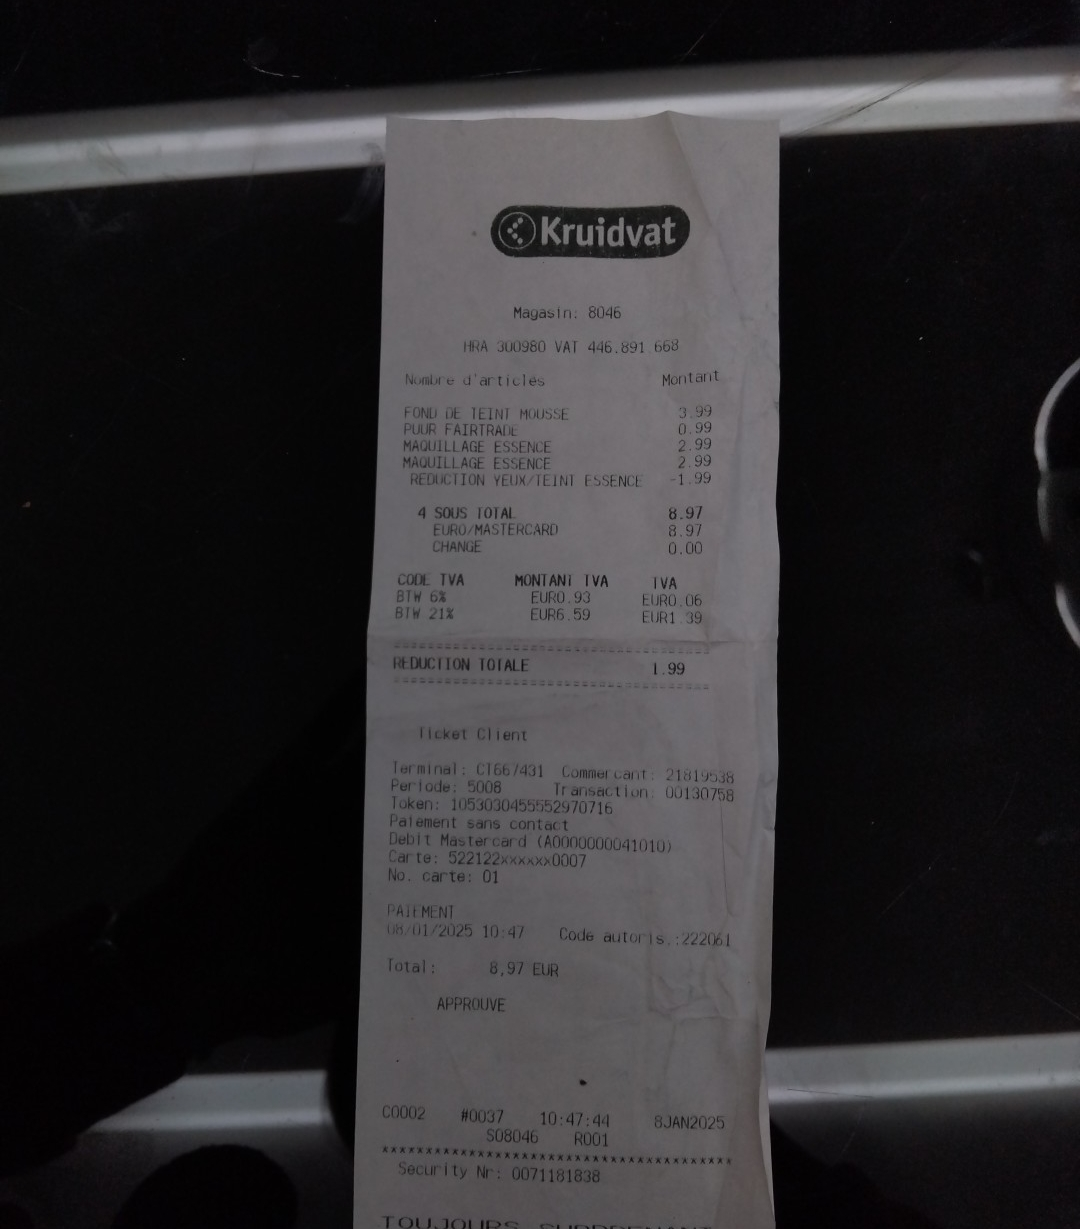 Kruidvat
Magasin: 8046
HRA 300980 VAT 446.891.668
Nombre d'articles Montant
FOND DE TEINT MOUSSE 3.99
PUUR FAIRTRADE 0.99
MAQUILLAGE ESSENCE 2.99
MAQUILLAGE ESSENCE 2.99
REDUCTION YEUX/TEINT ESSENCE -1.99
4 SOUS TOTAL 8.97
EURO/MASTERCARD 8.97
CHANGE 0.00
CODE TVA MONTANT TVA TVA
BTW 6% EUR0.93 EUR0.06
BTW 21% EUR6.59 EUR1.39
REDUCTION TOTALE 1.99
Ticket Client
Terminal: CT667431 Commercant: 21819538
Periode: 5008 Transaction: 00130758
Token: 1053030455552970716
Paiement sans contact
Debit Mastercard (A0000000041010)
Carte: 522122xxxxxx0007
No. carte: 01
PAIEMENT
08/01/2025 10:47 Code autoris.:222061
Total: 8,97 EUR
APPROUVE
C0002 #0037 10:47:44 8JAN2025
S08046 R001
****************************************
Security Nr: 0071181838
TOUJOURS SURPRENANT